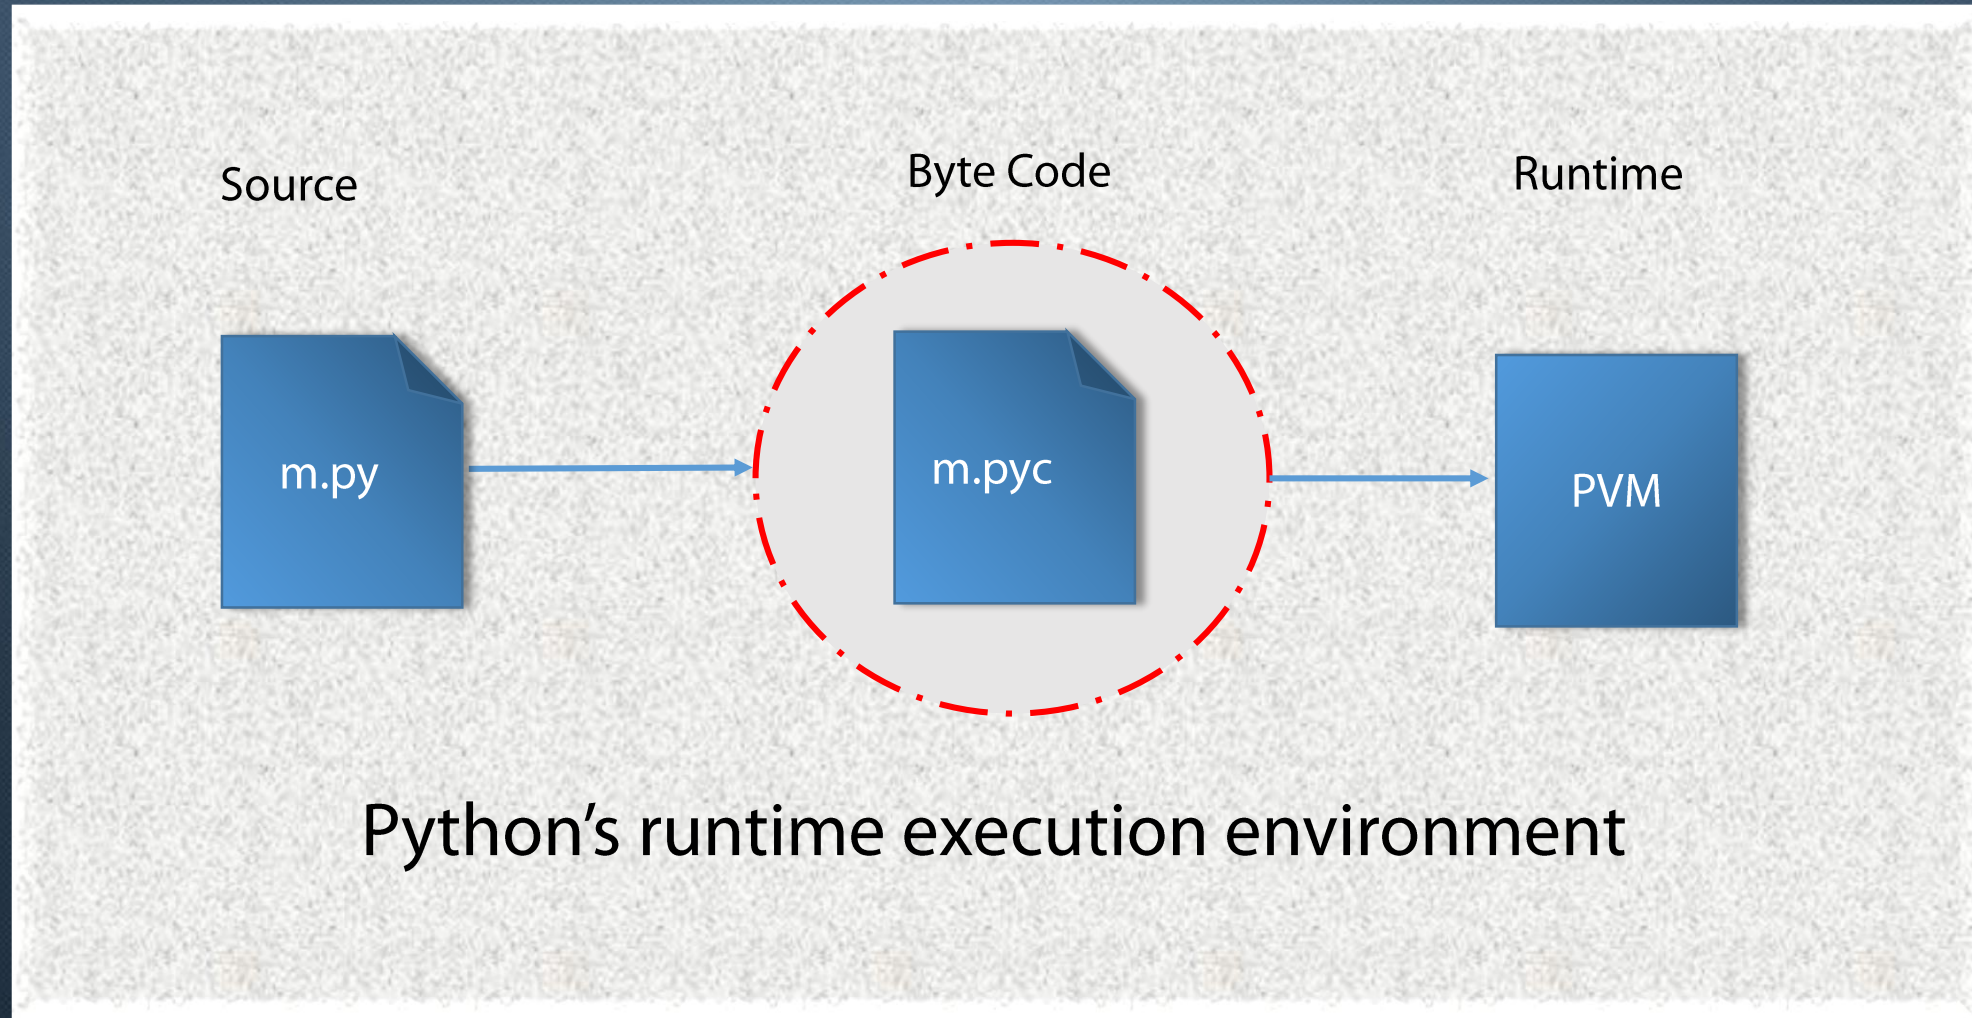 Source
Byte Code
Runtime
m.py
m.pyc
PVM
Python’s runtime execution environment